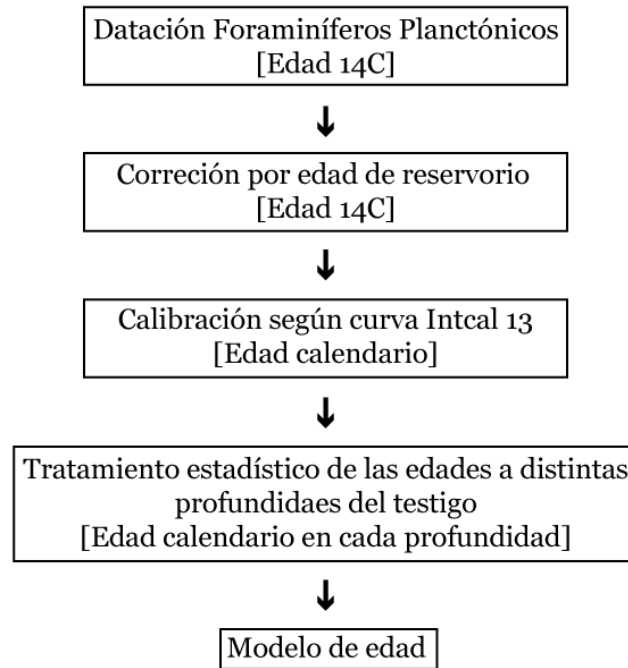 Datación Foraminíferos Planctónicos
[Edad 14C]
Correción por edad de reservorio
[Edad 14C]
Calibración según curva Intcal 13
[Edad calendario]
Tratamiento estadístico de las edades a distintas
profundidaes del testigo
[Edad calendario en cada profundidad]
Modelo de edad